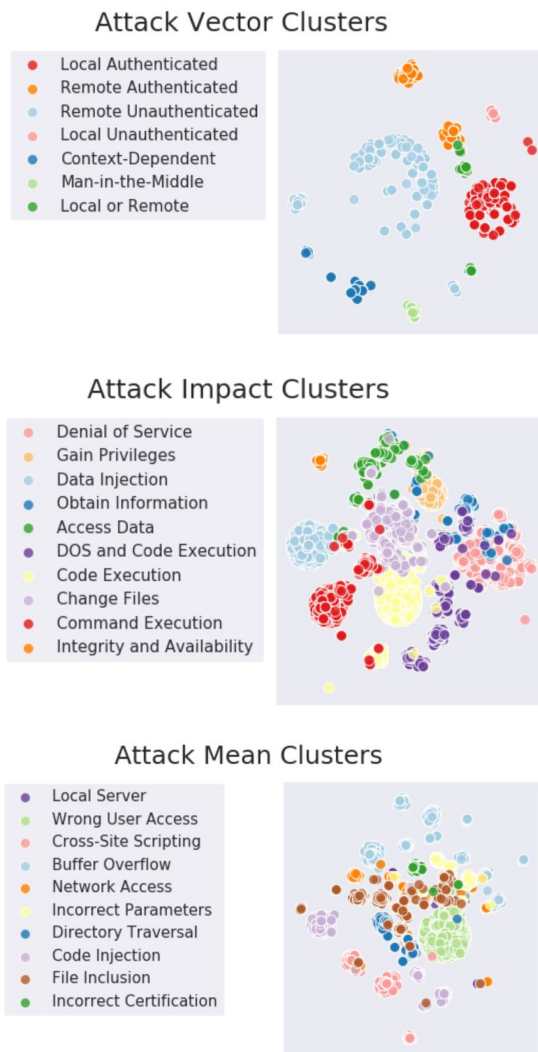 Attack Vector Clusters
Local Authenticated
Remote Authenticated
Remote Unauthenticated
Local Unauthenticated
Context-Dependent
Man-in-the-Middle
Local or Remote
Attack Impact Clusters
Denial of Service
Gain Privileges
Data Injection
Obtain Information
Access Data
DOS and Code Execution
Code Execution
Change Files
Command Execution
Integrity and Availability
Attack Mean Clusters
Local Server
Wrong User Access
Cross-Site Scripting
Buffer Overflow
Network Access
Incorrect Parameters
Directory Traversal
Code Injection
File Inclusion
Incorrect Certification